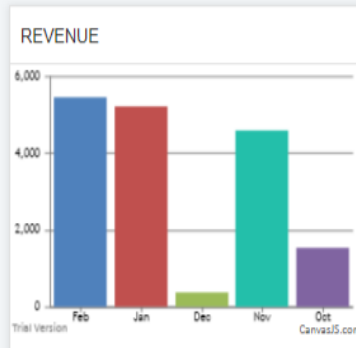 REVENUE
6,000
4,000
2,000
0
Feb Jan Dec Nov Oct
Trial Version
CanvasJS.com